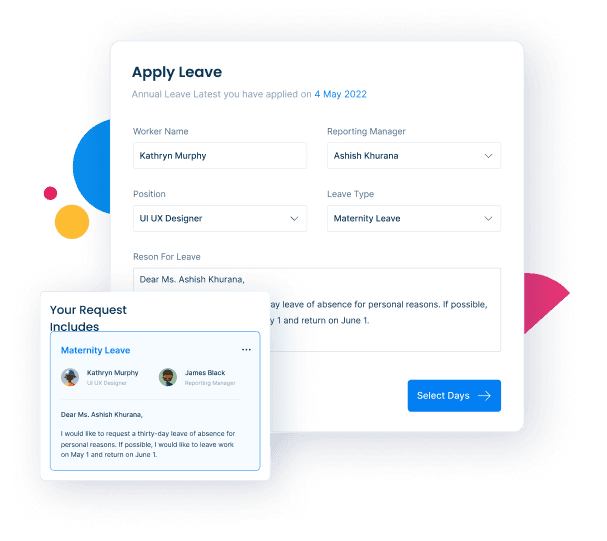 Apply Leave
Annual Leave Latest you have applied on 4 May 2022
Worker Name
Reporting Manager
Kathryn Murphy
Ashish Khurana
Position
Leave Type
UI UX Designer
Maternity Leave
Reson For Leave
Dear Ms. Ashish Khurana,
ay leave of absence for personal reasons. If possible,
y 1 and return on June 1.
Select Days
Your Request
Includes
Maternity Leave
Kathryn Murphy
UI UX Designer
James Black
Reporting Manager
Dear Ms. Ashish Khurana,
I would like to request a thirty-day leave of absence for
personal reasons. If possible, I would like to leave work
on May 1 and return on June 1.